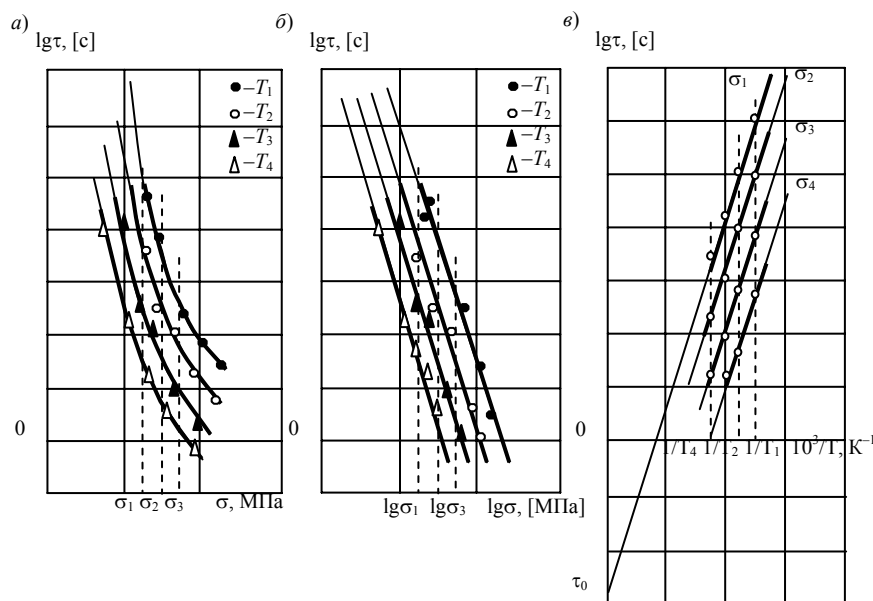 а)
lgτ, [с]
–T1
–T2
–T3
–T4
0
σ1 σ2 σ3 σ, МПа
б)
lgτ, [с]
–T1
–T2
–T3
–T4
0
lgσ1 lgσ3 lgσ, [МПа]
в)
lgτ, [с]
σ1 σ2
σ3
σ4
0
1/T4 1/T2 1/T1 10³/T, К⁻¹
τ0